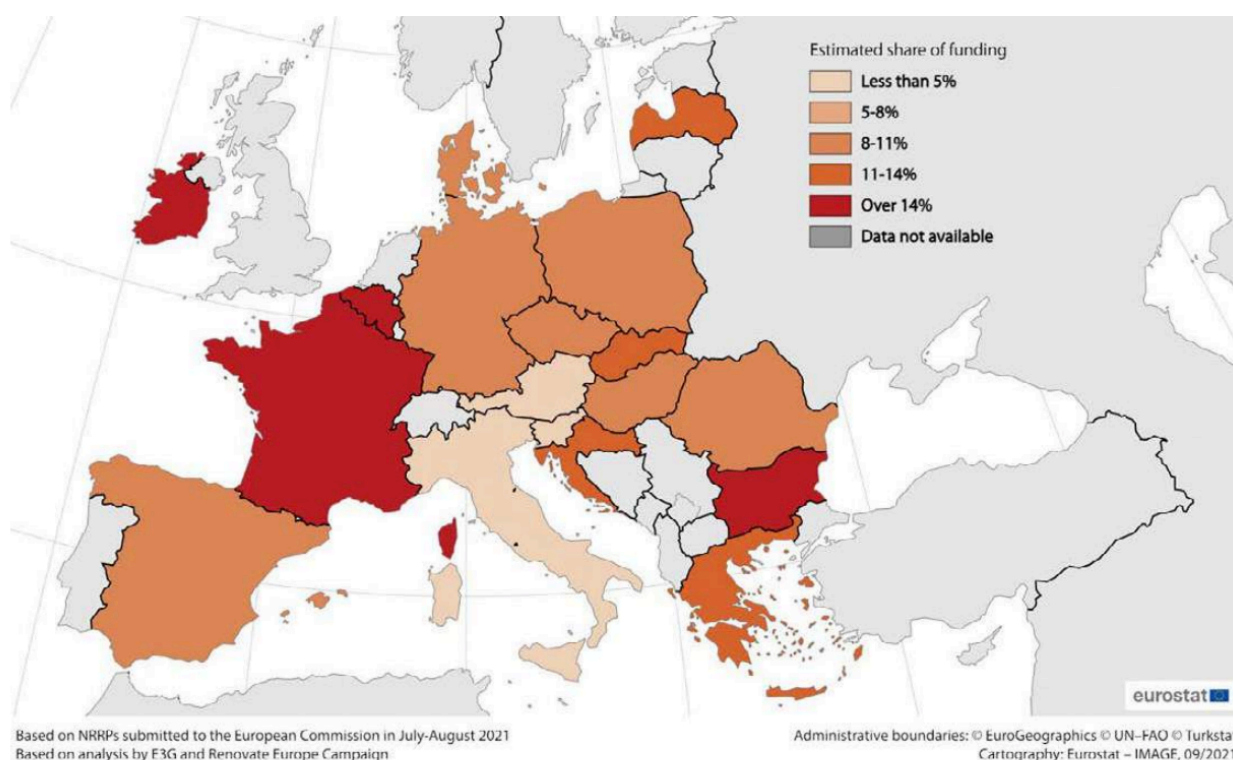 Estimated share of funding
Less than 5%
5-8%
8-11%
11-14%
Over 14%
Data not available
eurostat
Based on NRRPs submitted to the European Commission in July-August 2021
Based on analysis by E3G and Renovate Europe Campaign
Administrative boundaries: © EuroGeographics © UN–FAO © Turkstat
Cartography: Eurostat – IMAGE, 09/2021